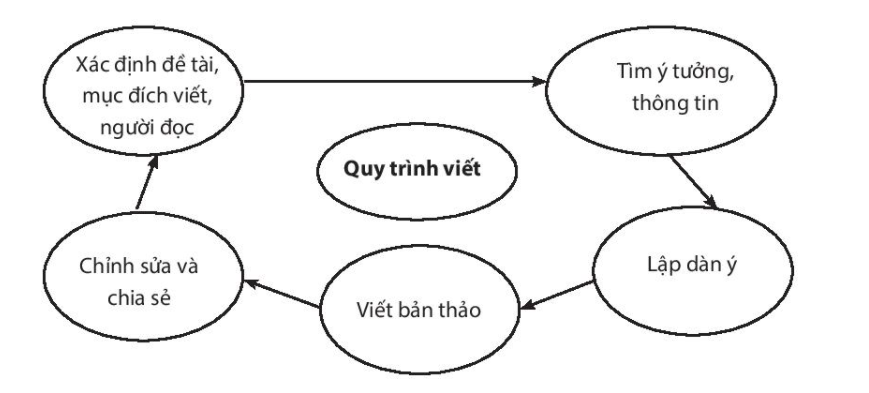 Xác định đề tài,
mục đích viết,
người đọc
Tìm ý tưởng,
thông tin
Quy trình viết
Lập dàn ý
Viết bản thảo
Chỉnh sửa và
chia sẻ